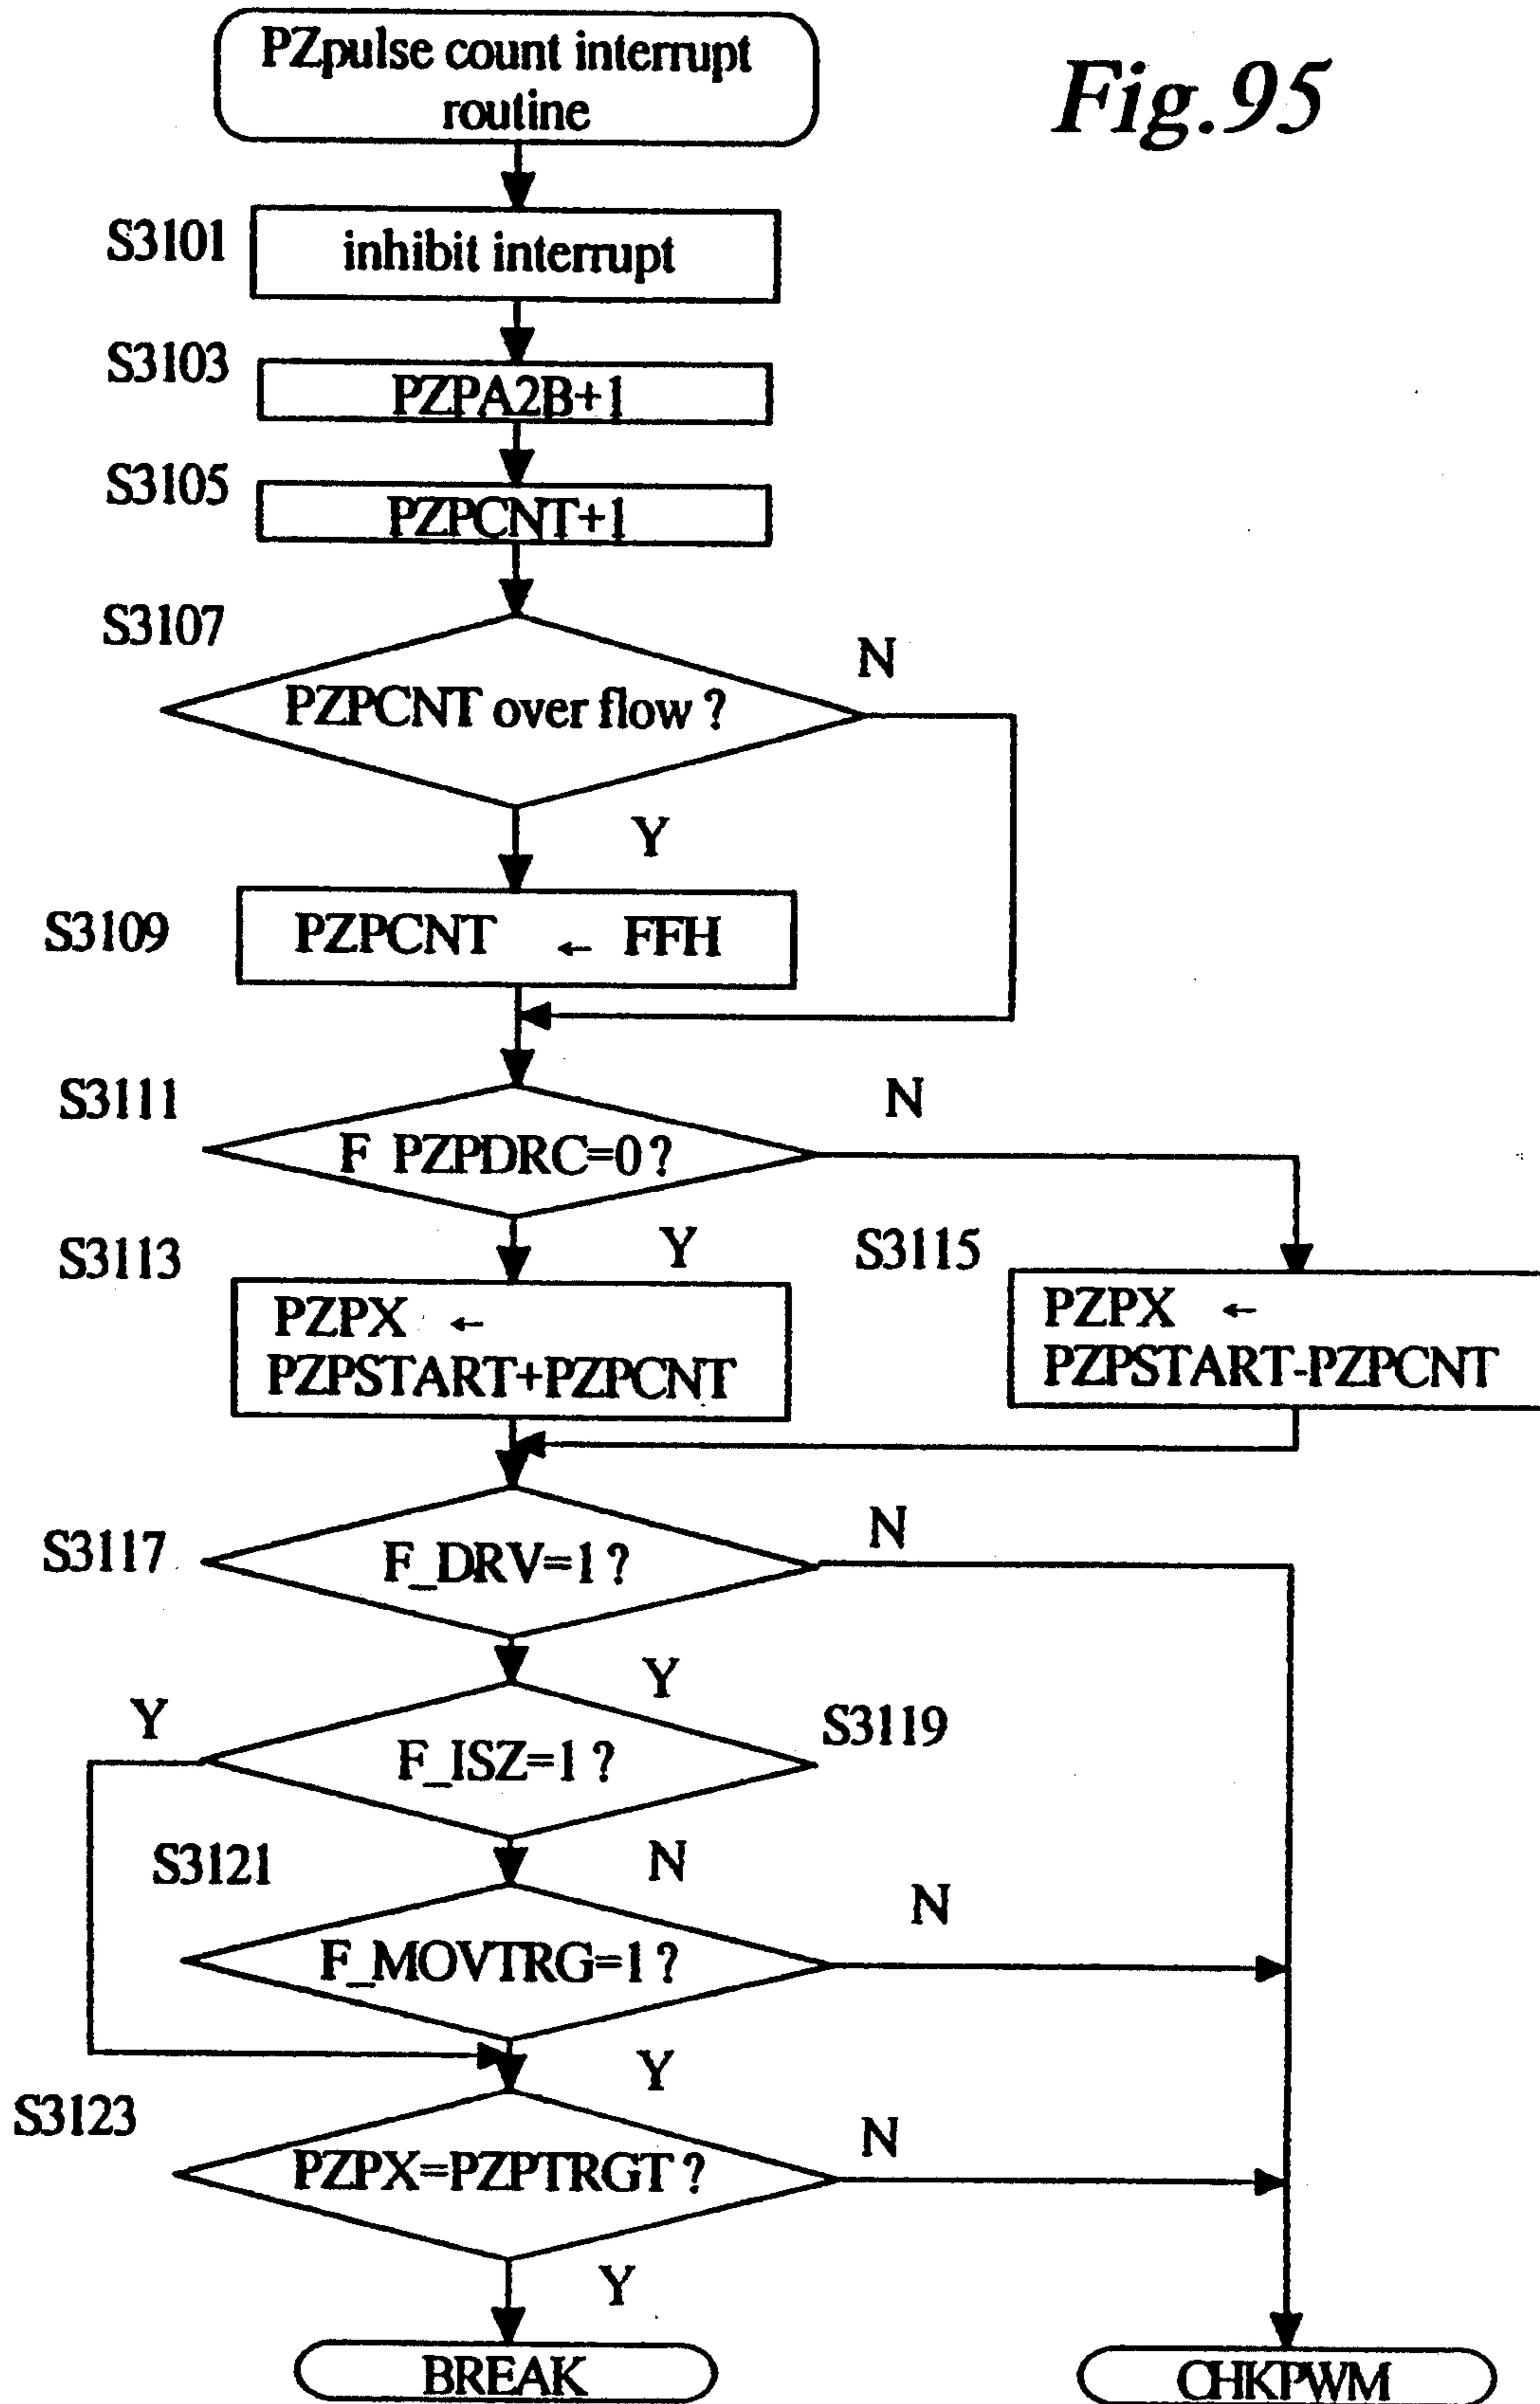 PZpulse count interrupt
routine
Fig.95
S3101
inhibit interrupt
S3103
PZPA2B+1
S3105
PZPCNT+1
S3107
N
PZPCNT over flow ?
Y
S3109
PZPCNT ← FFH
S3111
N
F PZPDRC=0 ?
S3113
Y
S3115
PZPX ←
PZPSTART+PZPCNT
PZPX ←
PZPSTART-PZPCNT
S3117
N
F_DRV=1 ?
Y
Y
S3119
F_ISZ=1 ?
S3121
N
N
F_MOVTRG=1 ?
Y
S3123
N
PZPX=PZPTRGT ?
Y
BREAK
CHKPWM